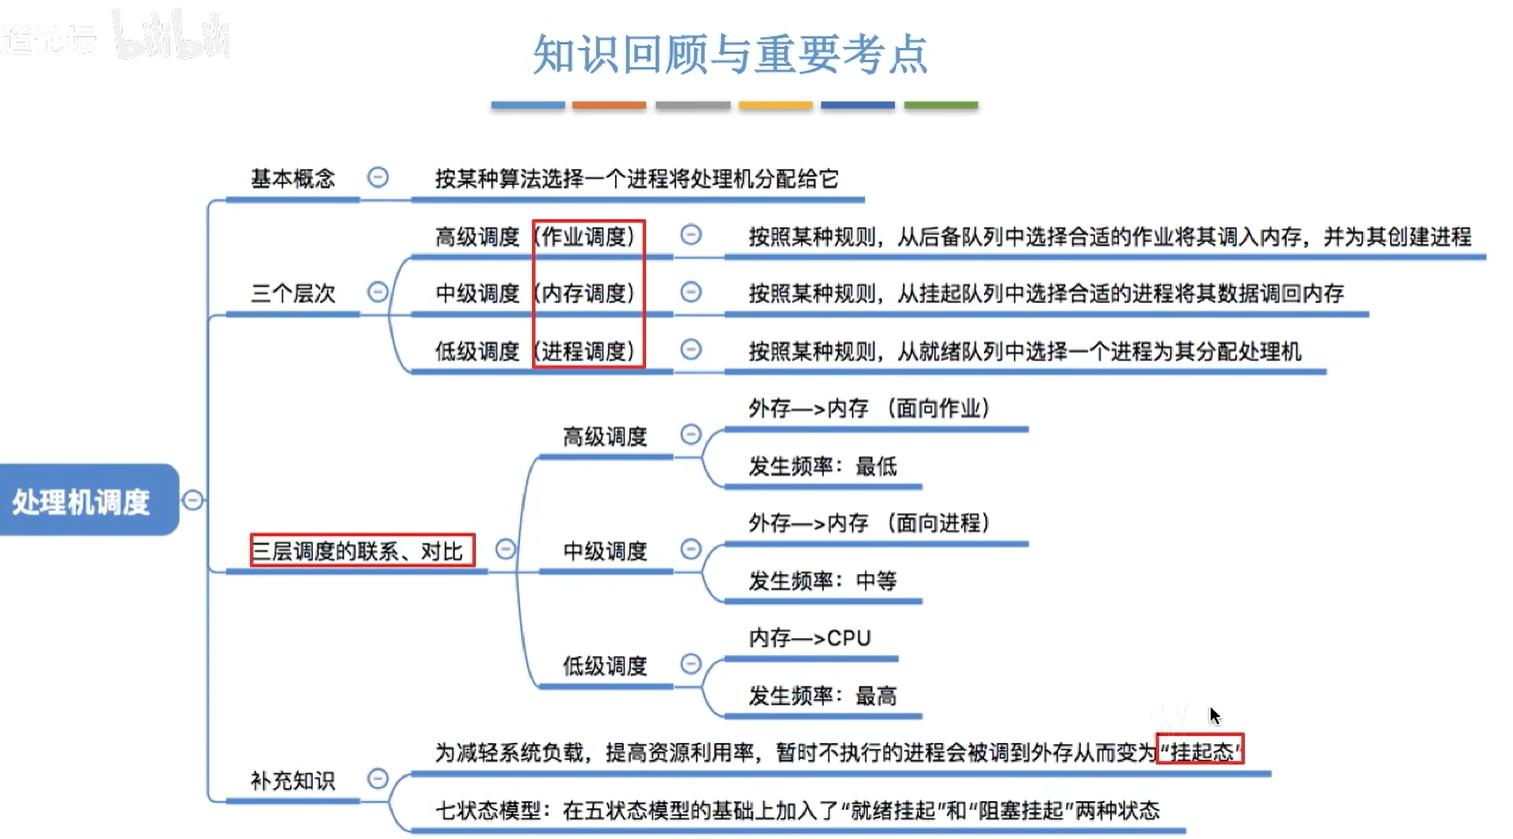 道论坛 bilibili
知识回顾与重要考点
基本概念
按某种算法选择一个进程将处理机分配给它
三个层次
高级调度（作业调度）
按照某种规则，从后备队列中选择合适的作业将其调入内存，并为其创建进程
中级调度（内存调度）
按照某种规则，从挂起队列中选择合适的进程将其数据调回内存
低级调度（进程调度）
按照某种规则，从就绪队列中选择一个进程为其分配处理机
处理机调度
三层调度的联系、对比
高级调度
外存—>内存 （面向作业）
发生频率：最低
中级调度
外存—>内存 （面向进程）
发生频率：中等
低级调度
内存—>CPU
发生频率：最高
补充知识
为减轻系统负载，提高资源利用率，暂时不执行的进程会被调到外存从而变为“挂起态”
七状态模型：在五状态模型的基础上加入了“就绪挂起”和“阻塞挂起”两种状态